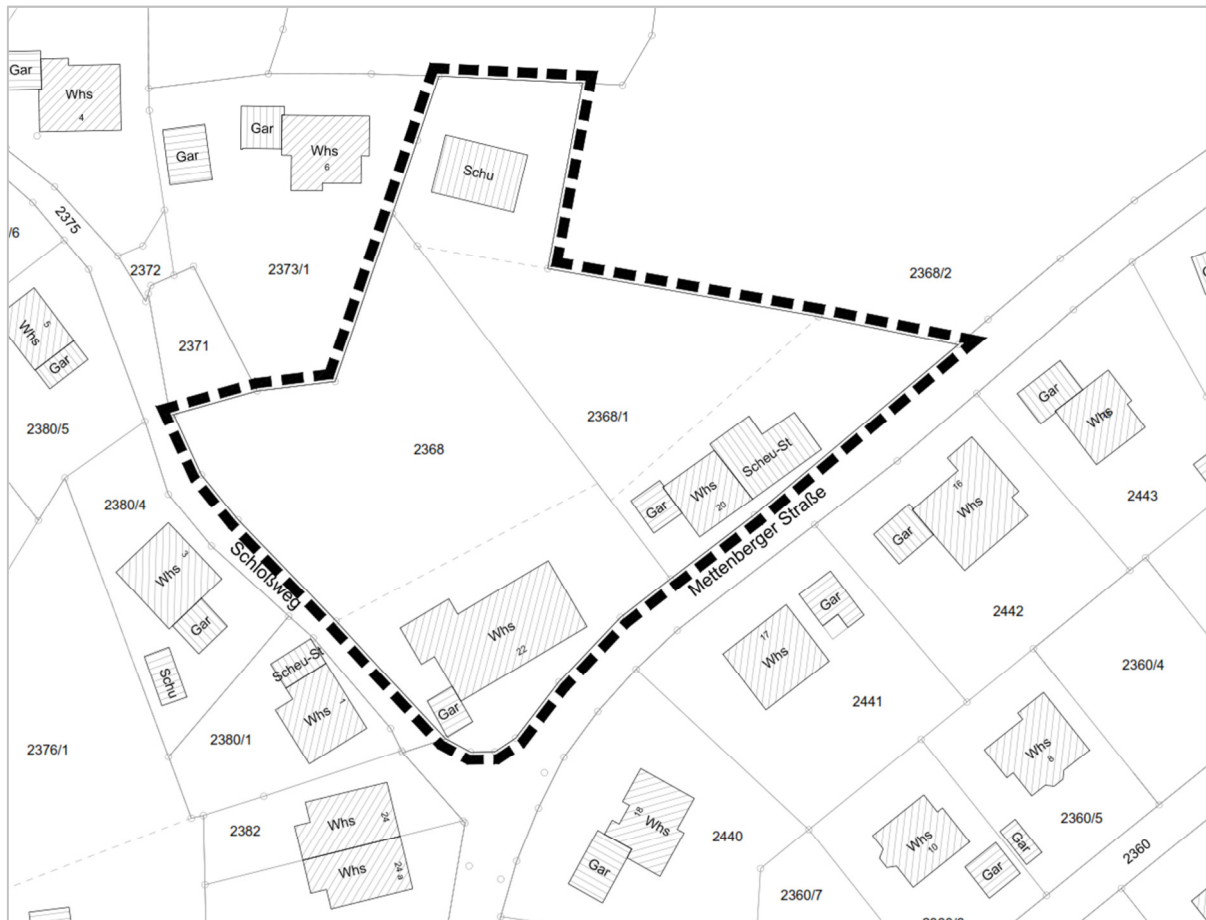 Gar
Whs
4
Gar
Gar
Whs
6
Schu
2375
/6
2372
2373/1
2368/2
Whs
5
Gar
2371
2380/5
2368
2368/1
Gar
Whs
Whs
20
Scheu-St
Gar
Mettenberger Straße
2380/4
Schloßweg
Whs
3
Gar
Whs
16
Gar
2443
2442
Whs
22
Gar
Gar
Whs
17
2360/4
Schu
Scheu-St
Whs
1
2380/1
2441
2376/1
Whs
8
2382
Whs
24
Whs
24 a
Whs
18
Gar
2440
Whs
10
Gar
Gar
2360/5
2360
2360/7